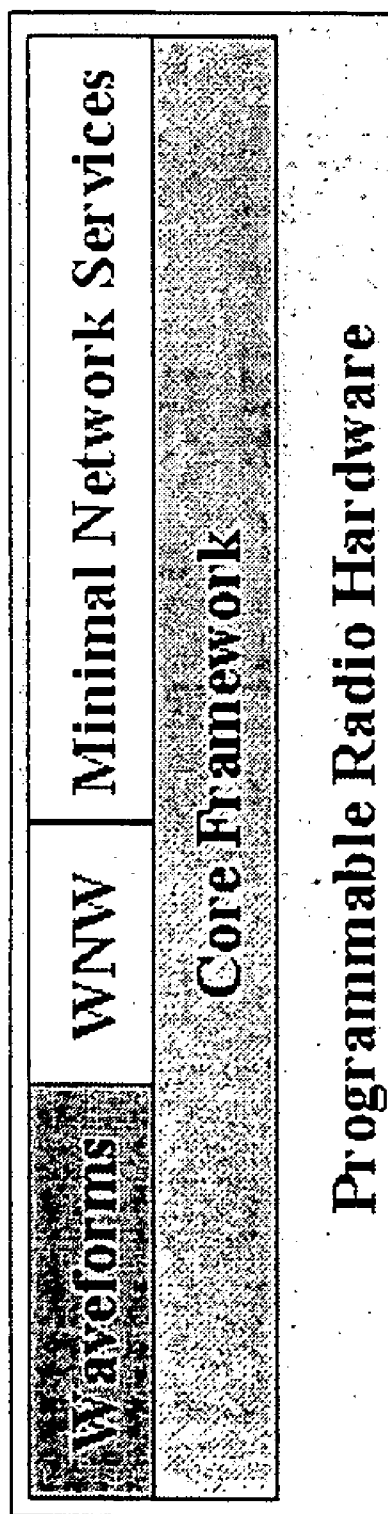 Waveforms
WNW
Minimal Network Services
Core Framework
Programmable Radio Hardware